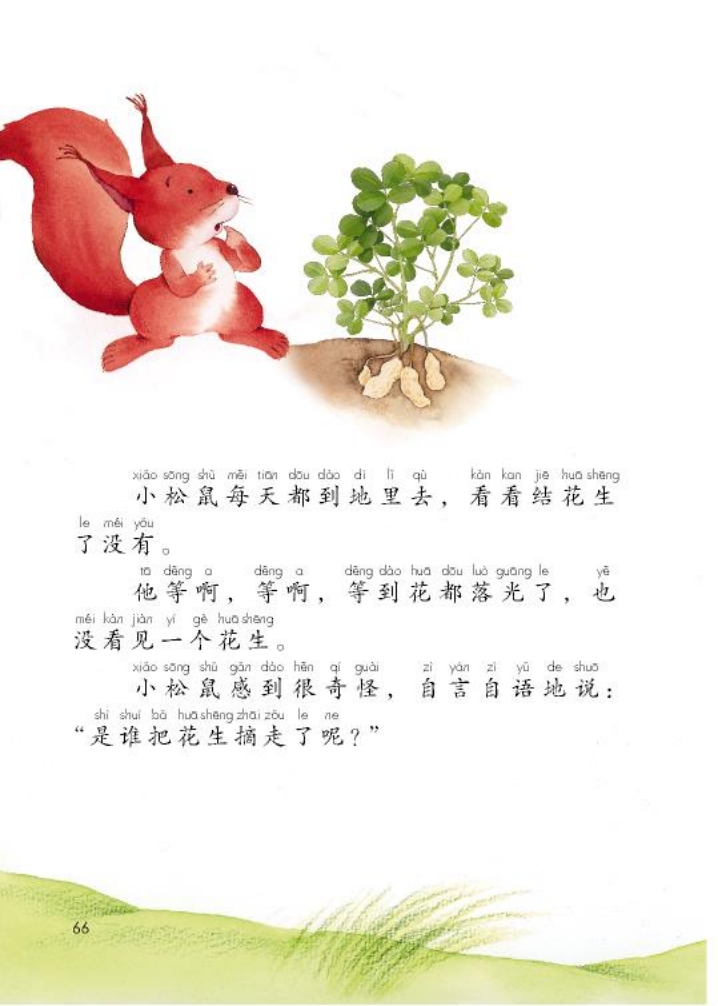 xiǎo sōng shǔ měi tiān dōu dào dì lǐ qù kàn kan jiē huā shēng
小松鼠每天都到地里去，看看结花生
le méi yǒu
了没有。
tā děng a děng a děng dào huā dōu luò guāng le yě
他等啊，等啊，等到花都落光了，也
méi kàn jiàn yí gè huā shēng
没看见一个花生。
xiǎo sōng shǔ gǎn dào hěn qí guài zì yán zì yǔ de shuō
小松鼠感到很奇怪，自言自语地说：
shì shuí bǎ huā shēng zhāi zǒu le ne
“是谁把花生摘走了呢？”
66